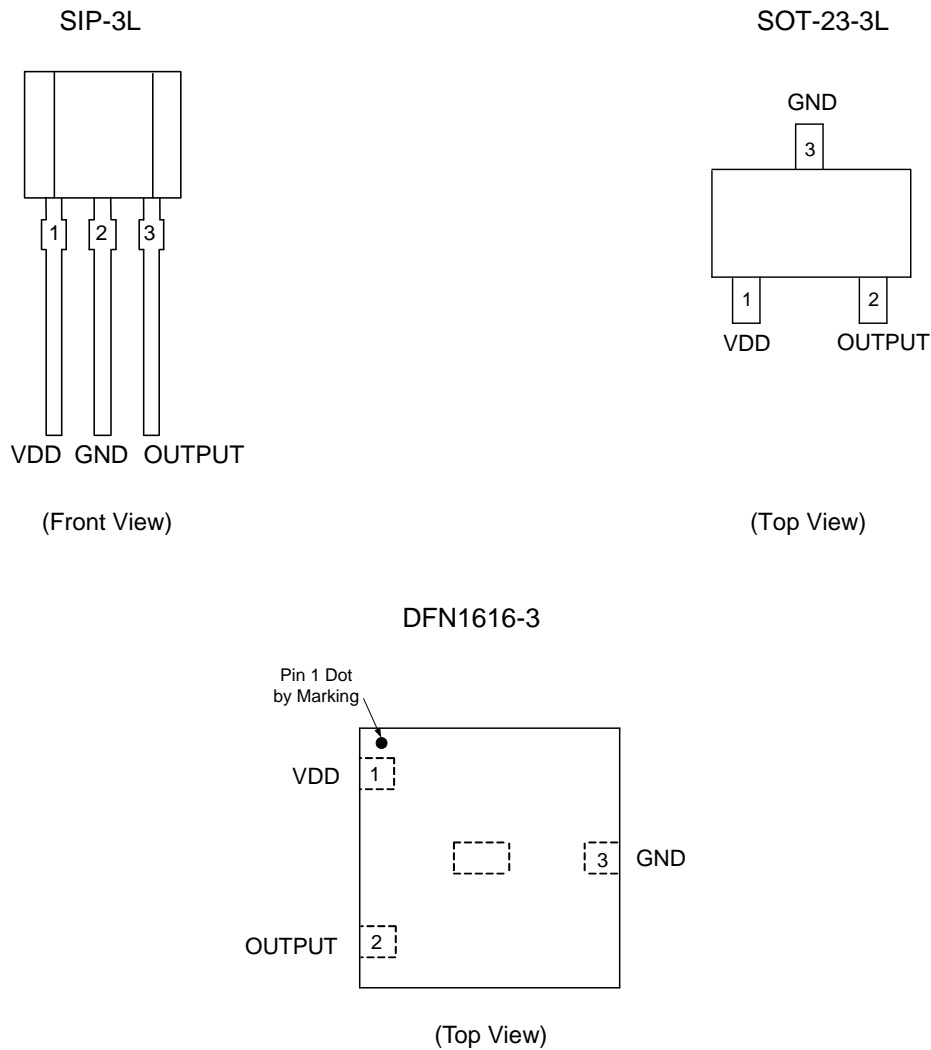 SIP-3L
1 2 3
VDD GND OUTPUT
(Front View)
SOT-23-3L
GND
3
1 2
VDD OUTPUT
(Top View)
DFN1616-3
Pin 1 Dot
by Marking
VDD 1
3 GND
OUTPUT 2
(Top View)